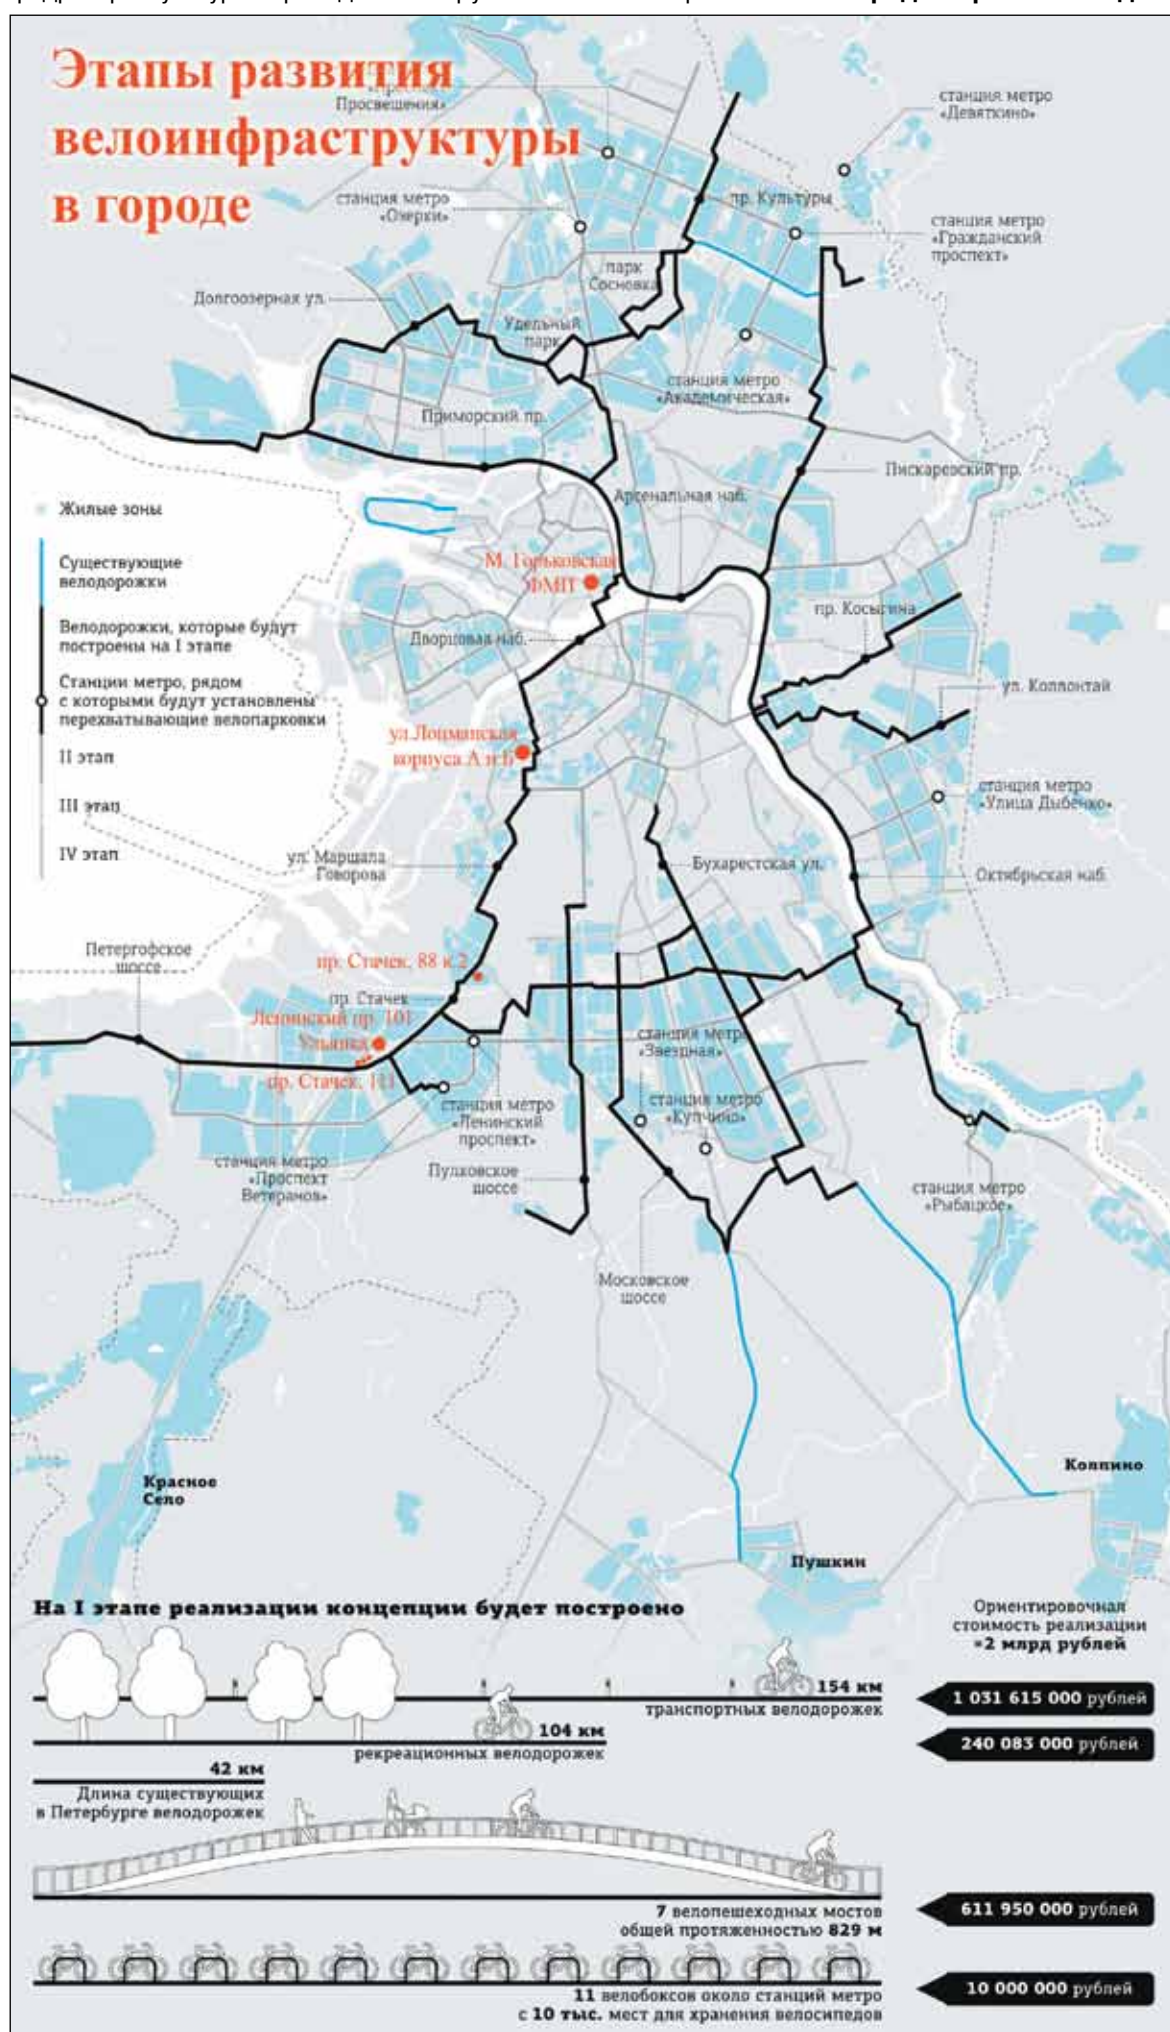 Этапы развития
велоинфраструктуры
в городе
Просвещения»
станция метро
«Девяткино»
станция метро
«Озерки»
пр. Культуры
станция метро
«Гражданский
проспект»
парк
Сосновка
Долгоозерная ул.
Удельный
парк
станция метро
«Академическая»
Приморский пр.
Пискаревский пр.
Арсенальная наб.
Жилые зоны
Существующие
велодорожки
М. Горьковская
ФМП
Велодорожки, которые будут
построены на I этапе
пр. Косыгина
Дворцовая наб.
Станции метро, рядом
с которыми будут установлены
перехватывающие велопарковки
ул. Коллонтай
ул.Лоцманская
корпуса А и Б
II этап
станция метро
«Улица Дыбенко»
III этап
IV этап
ул. Маршала
Говорова
Бухарестская ул.
Октябрьская наб.
Петергофское
шоссе
пр. Стачек, 88 к.2
пр. Стачек
Ленинский пр. 101
Ульянка
станция метро
«Звездная»
пр. Стачек, 111
станция метро
«Ленинский
проспект»
станция метро
«Купчино»
станция метро
«Проспект
Ветеранов»
Пулковское
шоссе
станция метро
«Рыбацкое»
Московское
шоссе
Красное
Село
Колпино
Пушкин
На I этапе реализации концепции будет построено
Ориентировочная
стоимость реализации
≈2 млрд рублей
154 км
транспортных велодорожек
1 031 615 000 рублей
104 км
рекреационных велодорожек
240 083 000 рублей
42 км
Длина существующих
в Петербурге велодорожек
7 велопешеходных мостов
общей протяженностью 829 м
611 950 000 рублей
11 велобоксов около станций метро
с 10 тыс. мест для хранения велосипедов
10 000 000 рублей